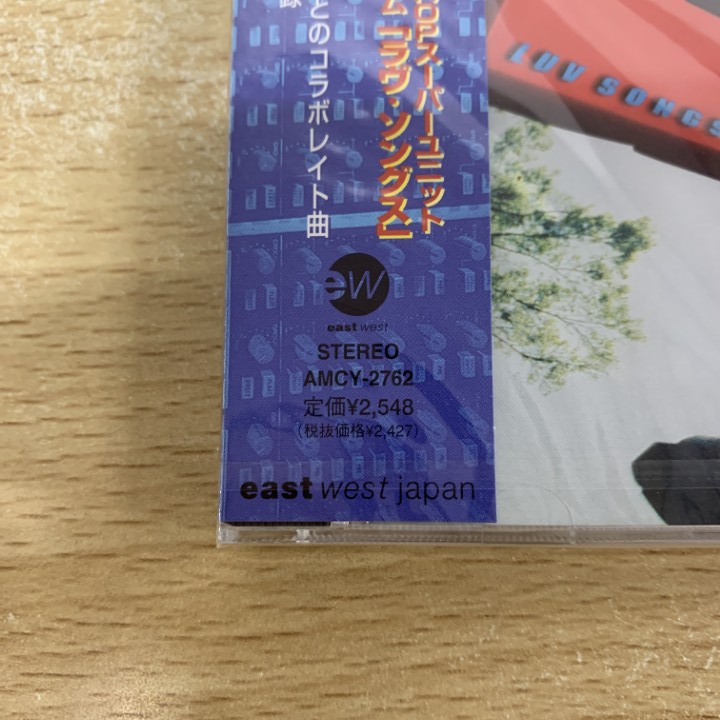 OPスーパーユニット
ム「ラヴ・ソングス」
とのコラボレイト曲
録
LUV SONGS
ew
east west
STEREO
AMCY-2762
定価¥2,548
(税抜価格¥2,427)
east west japan